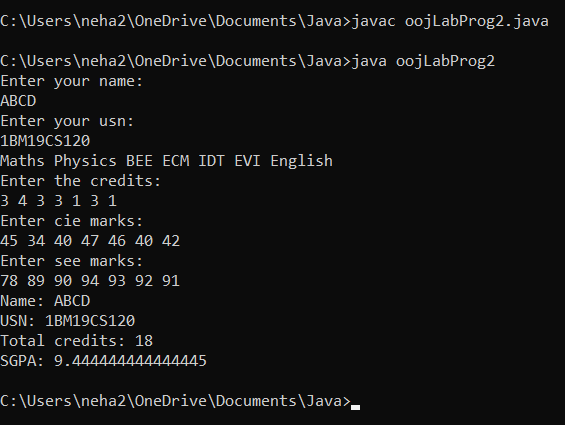 C:\Users\neha2\OneDrive\Documents\Java>javac oojLabProg2.java
C:\Users\neha2\OneDrive\Documents\Java>java oojLabProg2
Enter your name:
ABCD
Enter your usn:
1BM19CS120
Maths Physics BEE ECM IDT EVI English
Enter the credits:
3 4 3 3 1 3 1
Enter cie marks:
45 34 40 47 46 40 42
Enter see marks:
78 89 90 94 93 92 91
Name: ABCD
USN: 1BM19CS120
Total credits: 18
SGPA: 9.444444444444445
C:\Users\neha2\OneDrive\Documents\Java>